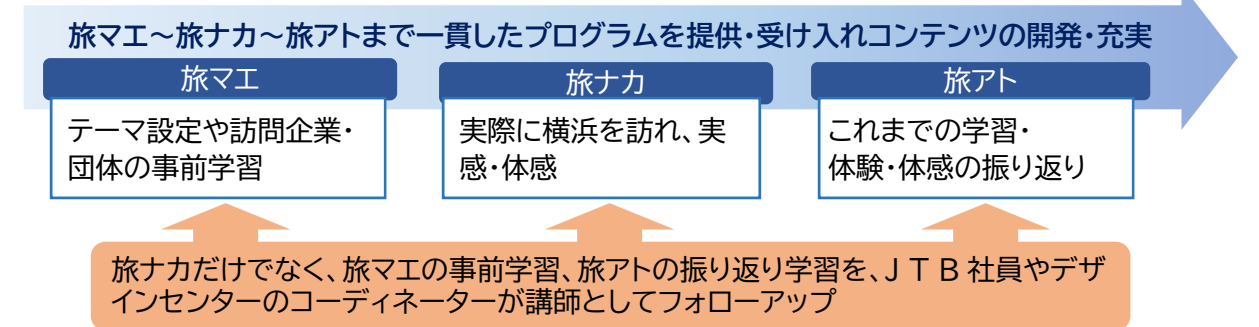 旅マエ～旅ナカ～旅アトまで一貫したプログラムを提供・受け入れコンテンツの開発・充実
旅マエ
テーマ設定や訪問企業・
団体の事前学習
旅ナカ
実際に横浜を訪れ、実
感・体感
旅アト
これまでの学習・
体験・体感の振り返り
旅ナカだけでなく、旅マエの事前学習、旅アトの振り返り学習を、ＪＴＢ社員やデザ
インセンターのコーディネーターが講師としてフォローアップ